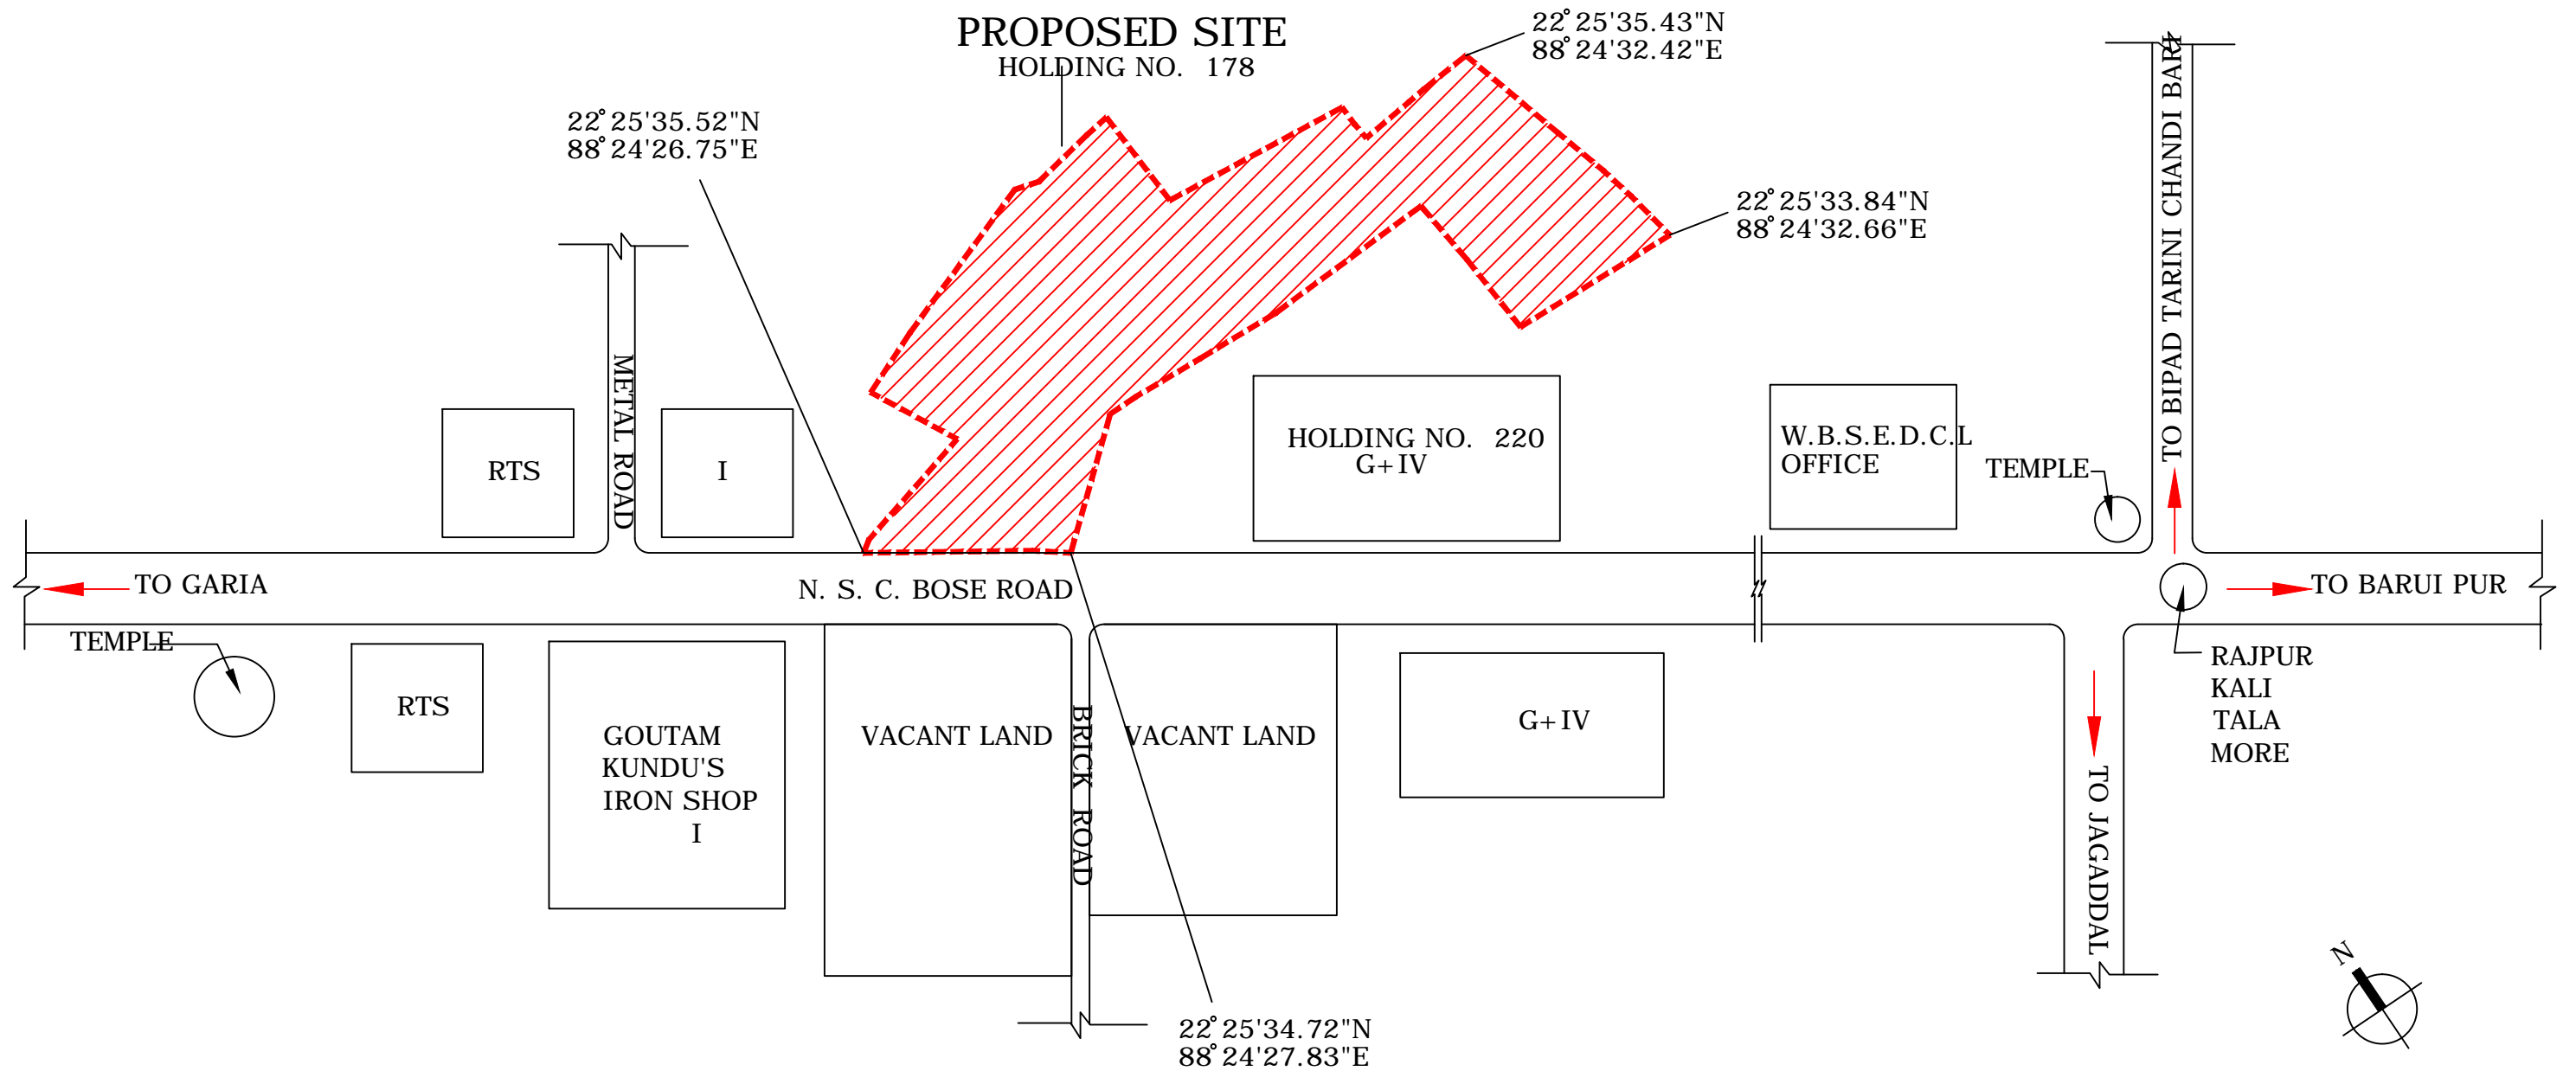 PROPOSED SITE
HOLDING NO. 178
22°25'35.43"N
88°24'32.42"E
22°25'35.52"N
88°24'26.75"E
22°25'33.84"N
88°24'32.66"E
TO BIPAD TARINI CHANDI BARI
METAL ROAD
RTS
I
HOLDING NO. 220
G+IV
W.B.S.E.D.C.L
OFFICE
TEMPLE
TO GARIA
N. S. C. BOSE ROAD
TO BARUI PUR
TEMPLE
RTS
GOUTAM
KUNDU'S
IRON SHOP
I
VACANT LAND
BRICK ROAD
VACANT LAND
G+IV
RAJPUR
KALI
TALA
MORE
TO JAGADDAL
N
22°25'34.72"N
88°24'27.83"E